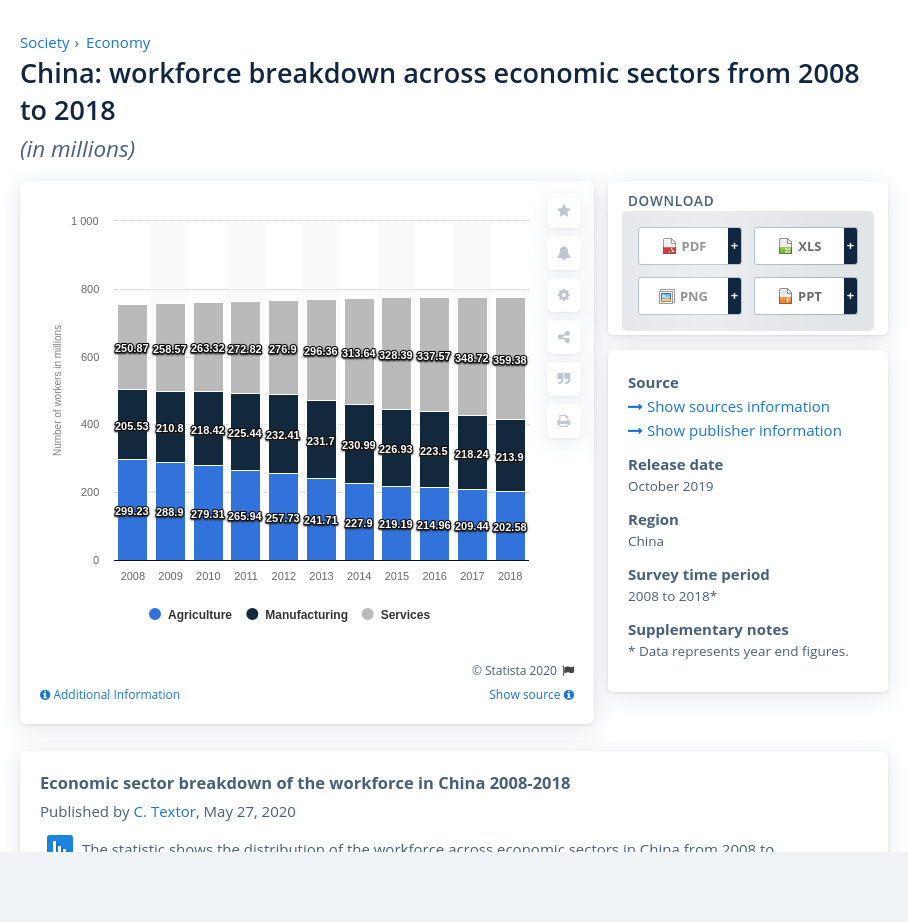 Society › Economy
China: workforce breakdown across economic sectors from 2008
to 2018
(in millions)
1 000
800
600
400
200
0
Number of workers in millions
250.87 258.57 263.32 272.82 276.9 296.36 313.64 328.39 337.57 348.72 359.38
205.53 210.8 218.42 225.44 232.41 231.7 230.99 226.93 223.5 218.24 213.9
299.23 288.9 279.31 265.94 257.73 241.71 227.9 219.19 214.96 209.44 202.58
2008 2009 2010 2011 2012 2013 2014 2015 2016 2017 2018
Agriculture Manufacturing Services
© Statista 2020
Additional Information
Show source
DOWNLOAD
PDF +
XLS +
PNG +
PPT +
Source
Show sources information
Show publisher information
Release date
October 2019
Region
China
Survey time period
2008 to 2018*
Supplementary notes
* Data represents year end figures.
Economic sector breakdown of the workforce in China 2008-2018
Published by C. Textor, May 27, 2020
The statistic shows the distribution of the workforce across economic sectors in China from 2008 to